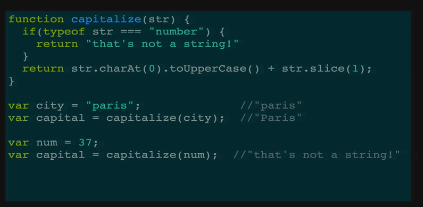 function capitalize(str) {
  if(typeof str === "number") {
    return "that's not a string!"
  }
  return str.charAt(0).toUpperCase() + str.slice(1);
}
var city = "paris";                //"paris"
var capital = capitalize(city);  //"Paris"
var num = 37;
var capital = capitalize(num);  //"that's not a string!"